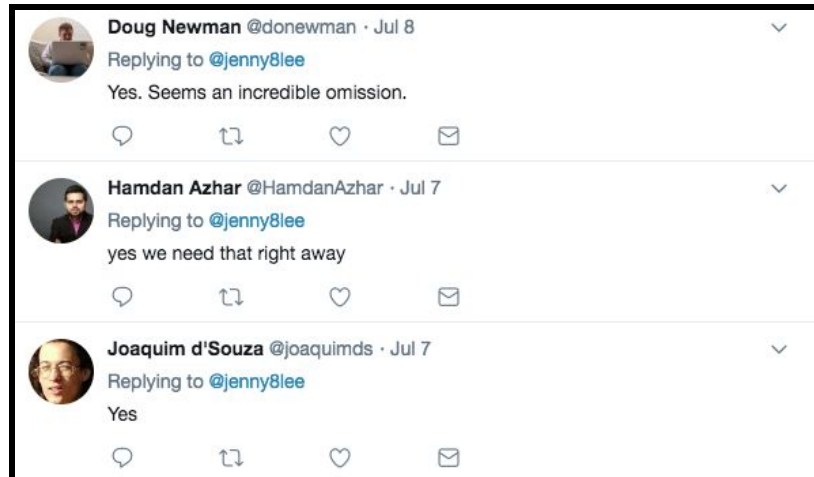 Doug Newman @donewman · Jul 8
Replying to @jenny8lee
Yes. Seems an incredible omission.
Hamdan Azhar @HamdanAzhar · Jul 7
Replying to @jenny8lee
yes we need that right away
Joaquim d'Souza @joaquimds · Jul 7
Replying to @jenny8lee
Yes